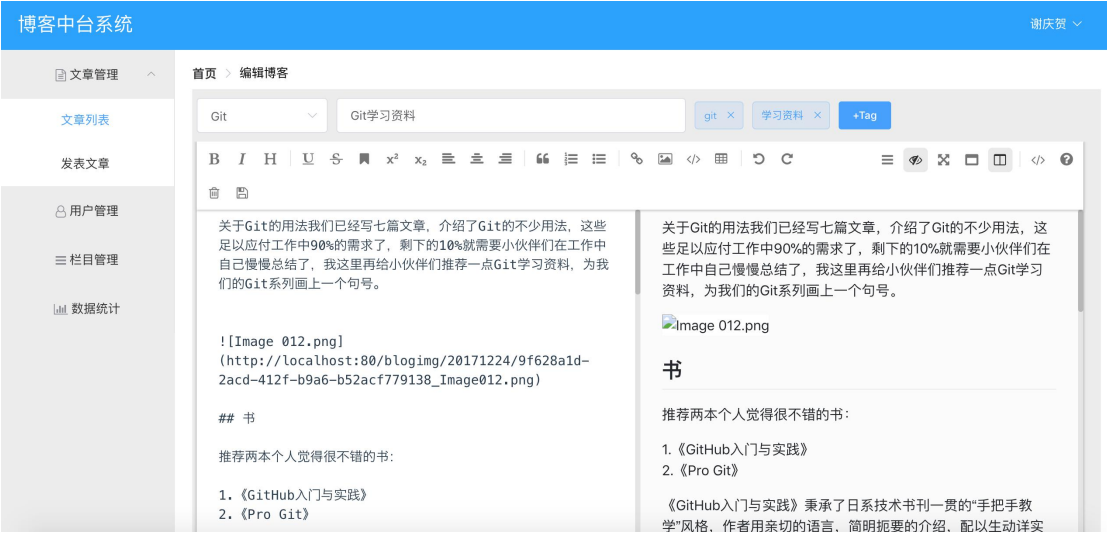 博客中台系统
谢庆贺
文章管理
文章列表
发表文章
用户管理
栏目管理
数据统计
首页 > 编辑博客
Git
Git学习资料
git ×
学习资料 ×
+Tag
B I H U S x² x₂
关于Git的用法我们已经写七篇文章，介绍了Git的不少用法，这些
足以应付工作中90%的需求了，剩下的10%就需要小伙伴们在工作中
自己慢慢总结了，我这里再给小伙伴们推荐一点Git学习资料，为我
们的Git系列画上一个句号。
![Image 012.png]
(http://localhost:80/blogimg/20171224/9f628a1d-
2acd-412f-b9a6-b52acf779138_Image012.png)
## 书
推荐两本个人觉得很不错的书：
1.《GitHub入门与实践》
2.《Pro Git》
关于Git的用法我们已经写七篇文章，介绍了Git的不少用法，这
些足以应付工作中90%的需求了，剩下的10%就需要小伙伴们在
工作中自己慢慢总结了，我这里再给小伙伴们推荐一点Git学习
资料，为我们的Git系列画上一个句号。
Image 012.png
书
推荐两本个人觉得很不错的书：
1.《GitHub入门与实践》
2.《Pro Git》
《GitHub入门与实践》秉承了日系技术书刊一贯的“手把手教
学”风格，作者用亲切的语言，简明扼要的介绍，配以生动详实